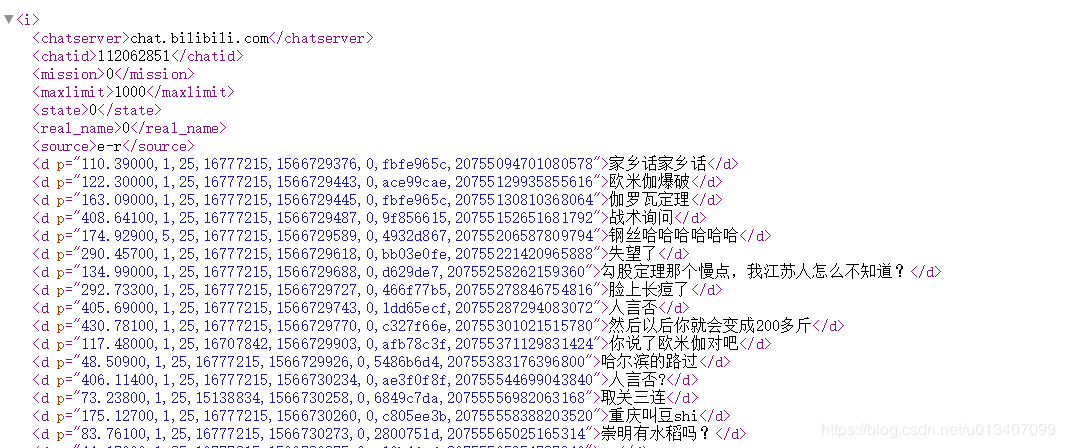 ▼<i>
<chatserver>chat.bilibili.com</chatserver>
<chatid>112062851</chatid>
<mission>0</mission>
<maxlimit>1000</maxlimit>
<state>0</state>
<real_name>0</real_name>
<source>e-r</source>
<d p="110.39000,1,25,16777215,1566729376,0,fbfe965c,20755094701080578">家乡话家乡话</d>
<d p="122.30000,1,25,16777215,1566729443,0,ace99cae,20755129935855616">欧米伽爆破</d>
<d p="163.09000,1,25,16777215,1566729445,0,fbfe965c,20755130810368064">伽罗瓦定理</d>
<d p="408.64100,1,25,16777215,1566729487,0,9f856615,20755152651681792">战术询问</d>
<d p="174.92900,5,25,16777215,1566729589,0,4932d867,20755206587809794">钢丝哈哈哈哈哈哈</d>
<d p="290.45700,1,25,16777215,1566729618,0,bb03e0fe,20755221420965888">失望了</d>
<d p="134.99000,1,25,16777215,1566729688,0,d629de7,20755258262159360">勾股定理那个慢点，我江苏人怎么不知道？</d>
<d p="292.73300,1,25,16777215,1566729727,0,466f77b5,20755278846754816">脸上长痘了</d>
<d p="405.69000,1,25,16777215,1566729743,0,1dd65ecf,20755287294083072">人言否</d>
<d p="430.78100,1,25,16777215,1566729770,0,c327f66e,20755301021515780">然后以后你就会变成200多斤</d>
<d p="117.48000,1,25,16707842,1566729903,0,afb78c3f,20755371129831424">你说了欧米伽对吧</d>
<d p="48.50900,1,25,16777215,1566729926,0,5486b6d4,20755383176396800">哈尔滨的路过</d>
<d p="406.11400,1,25,16777215,1566730234,0,ae3f0f8f,20755544699043840">人言否?</d>
<d p="73.23800,1,25,15138834,1566730258,0,6849c7da,20755556982063168">取关三连</d>
<d p="175.12700,1,25,16777215,1566730260,0,c805ee3b,20755558388203520">重庆叫豆shi</d>
<d p="83.76100,1,25,16777215,1566730273,0,2800751d,20755565025165314">崇明有水稻吗？</d>
https://blog.csdn.net/u013407099